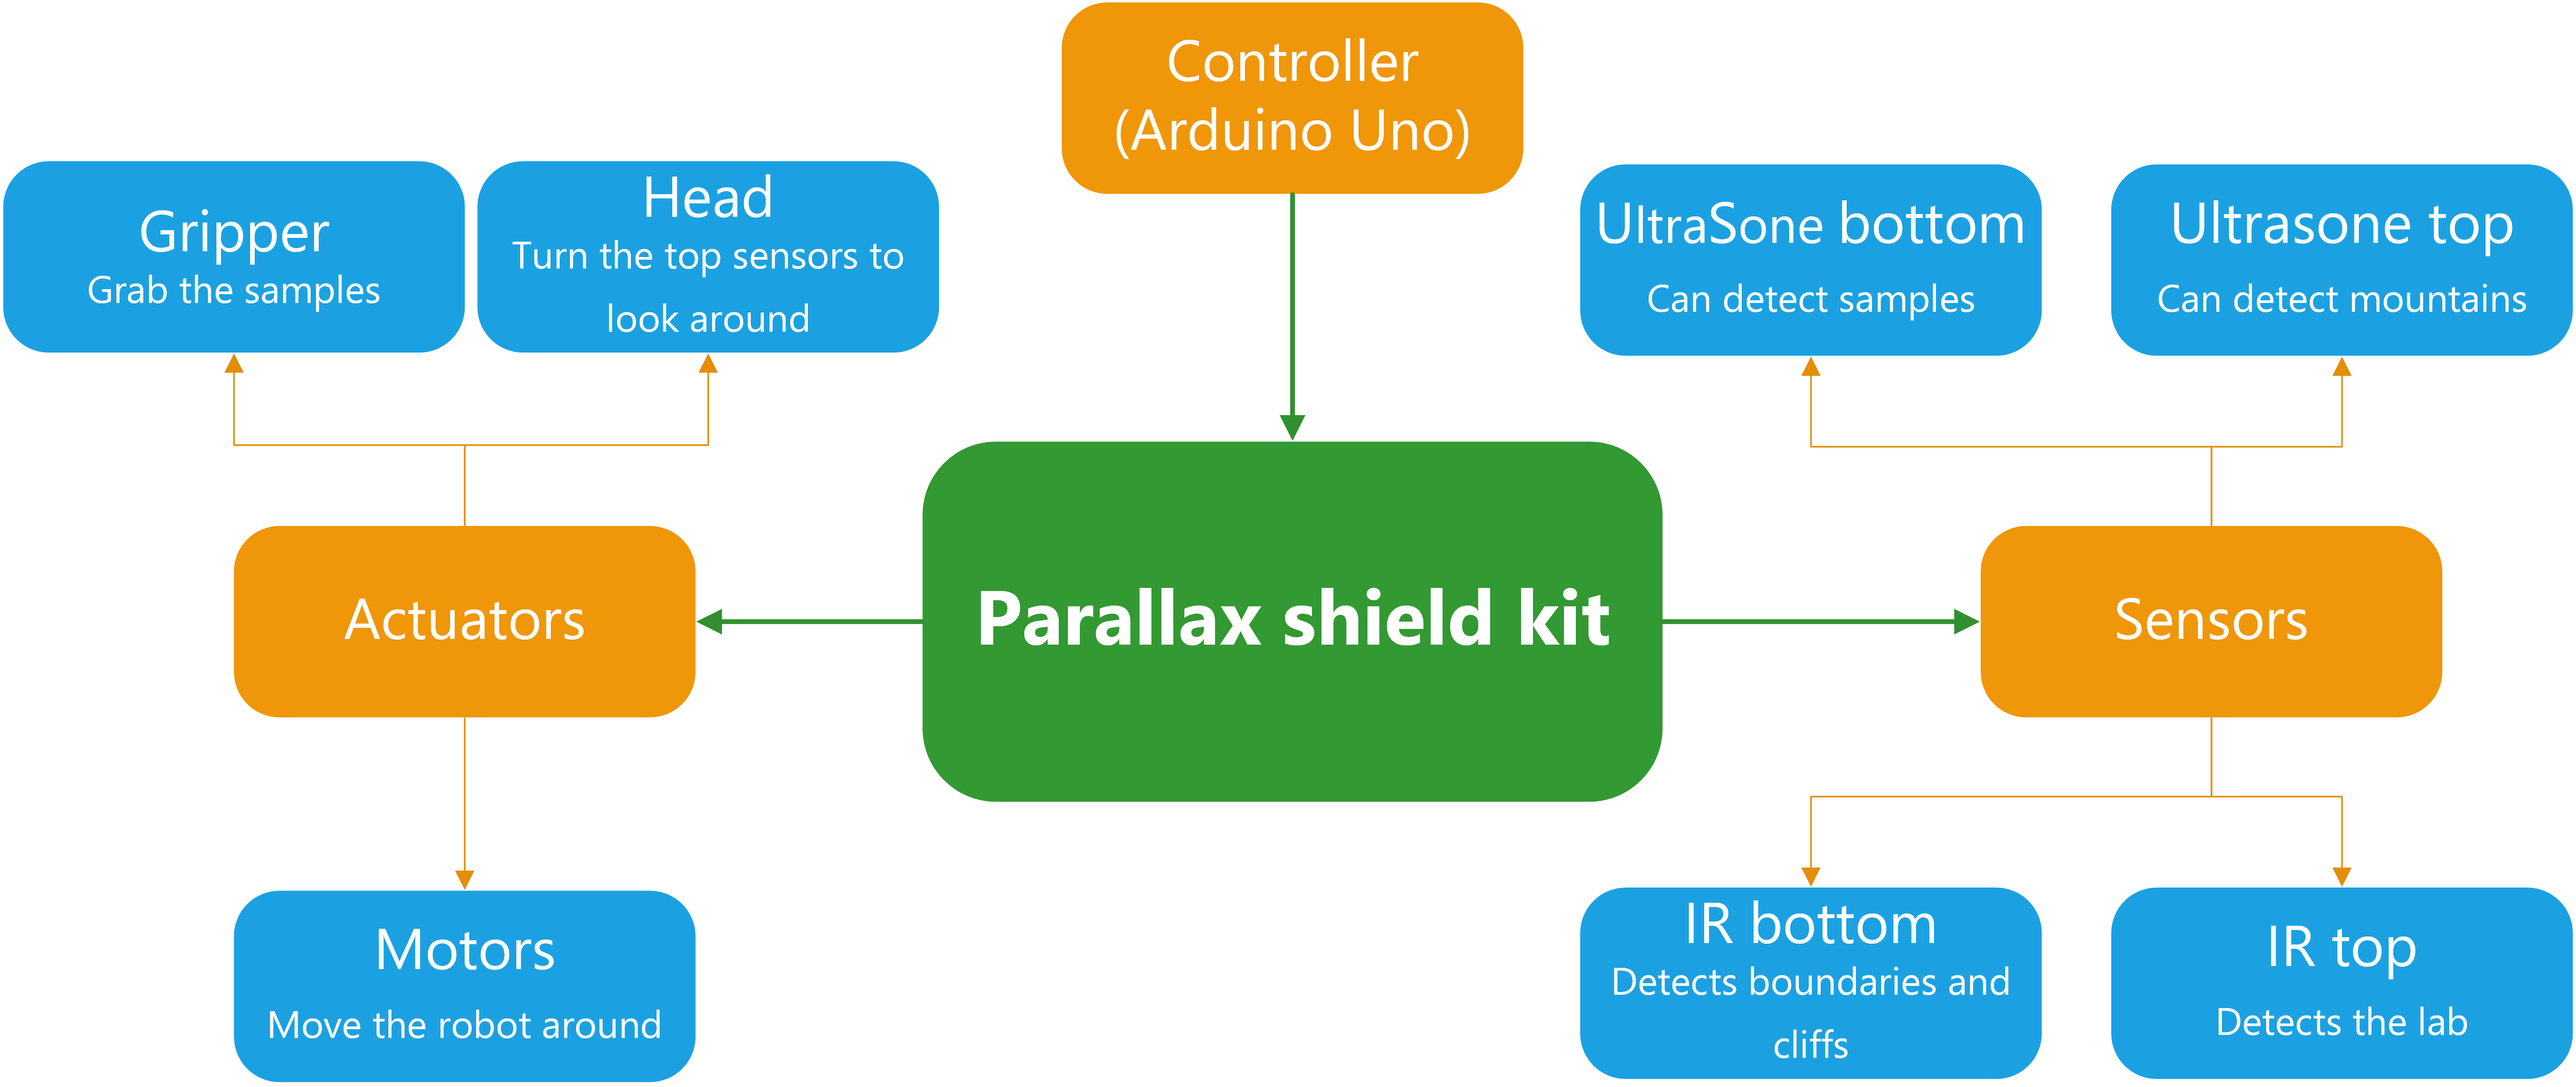 Controller
(Arduino Uno)
Gripper
Grab the samples
Head
Turn the top sensors to
look around
UltraSone bottom
Can detect samples
Ultrasone top
Can detect mountains
Actuators
Parallax shield kit
Sensors
Motors
Move the robot around
IR bottom
Detects boundaries and
cliffs
IR top
Detects the lab